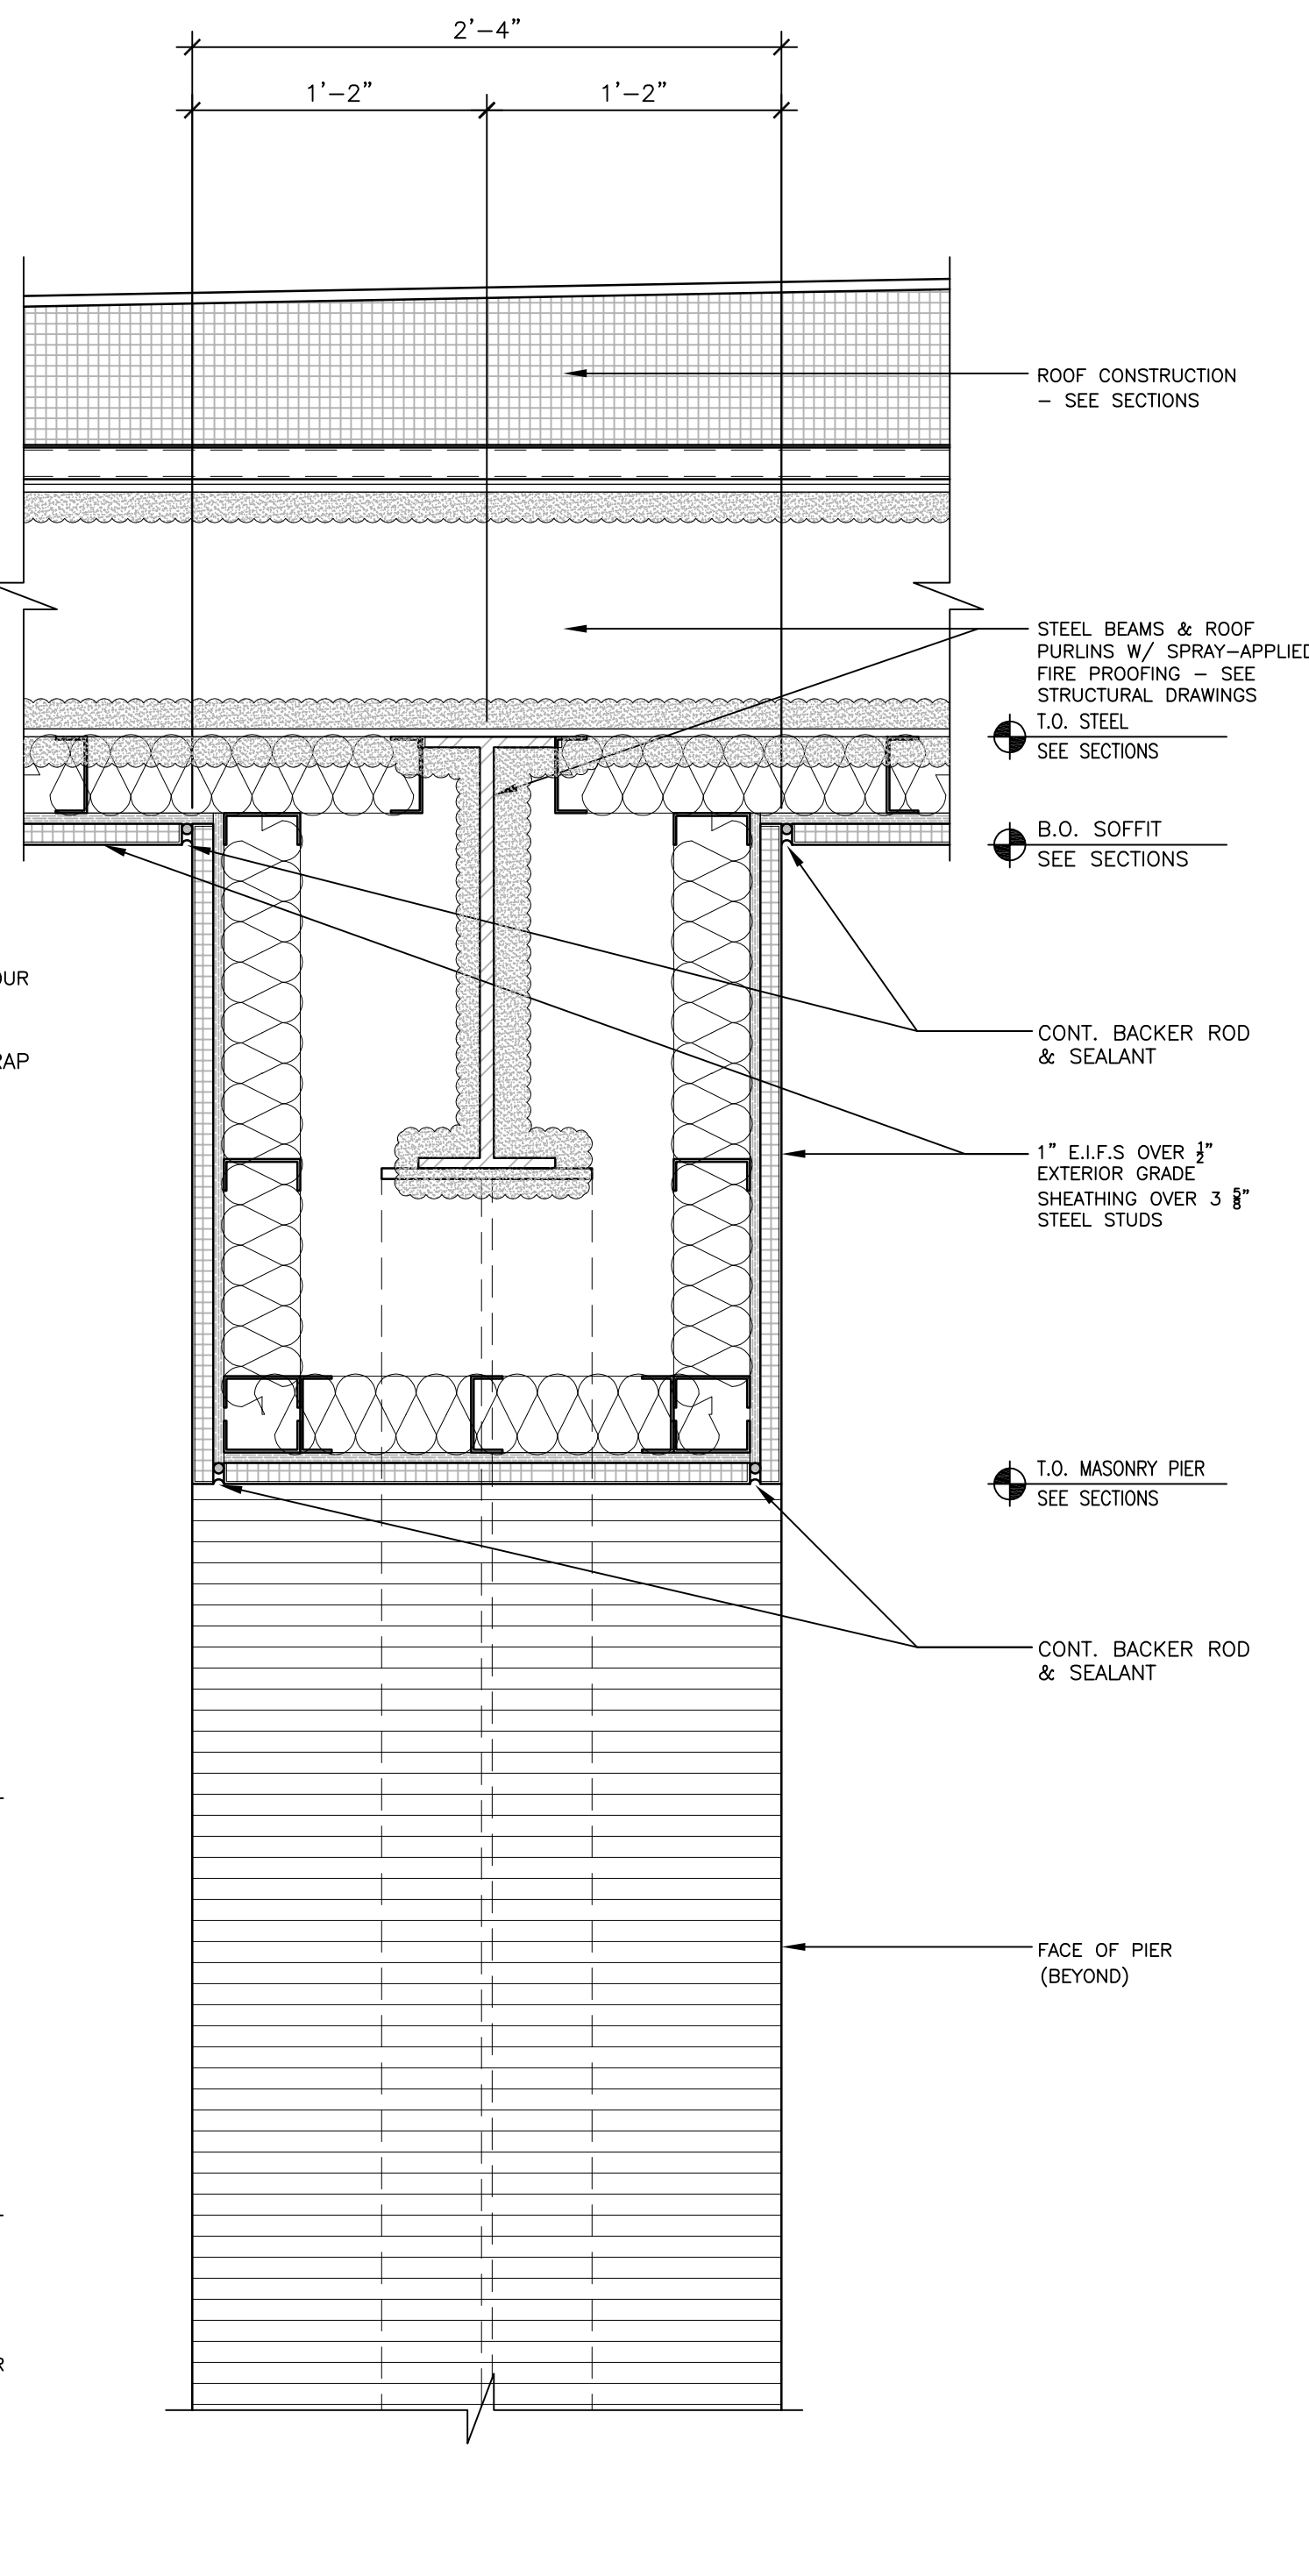 2'-4"
1'-2"
1'-2"
ROOF CONSTRUCTION
- SEE SECTIONS
STEEL BEAMS & ROOF
PURLINS W/ SPRAY-APPLIED
FIRE PROOFING - SEE
STRUCTURAL DRAWINGS
T.O. STEEL
SEE SECTIONS
B.O. SOFFIT
SEE SECTIONS
CONT. BACKER ROD
& SEALANT
1" E.I.F.S OVER ½"
EXTERIOR GRADE
SHEATHING OVER 3 ⅝"
STEEL STUDS
T.O. MASONRY PIER
SEE SECTIONS
CONT. BACKER ROD
& SEALANT
FACE OF PIER
(BEYOND)